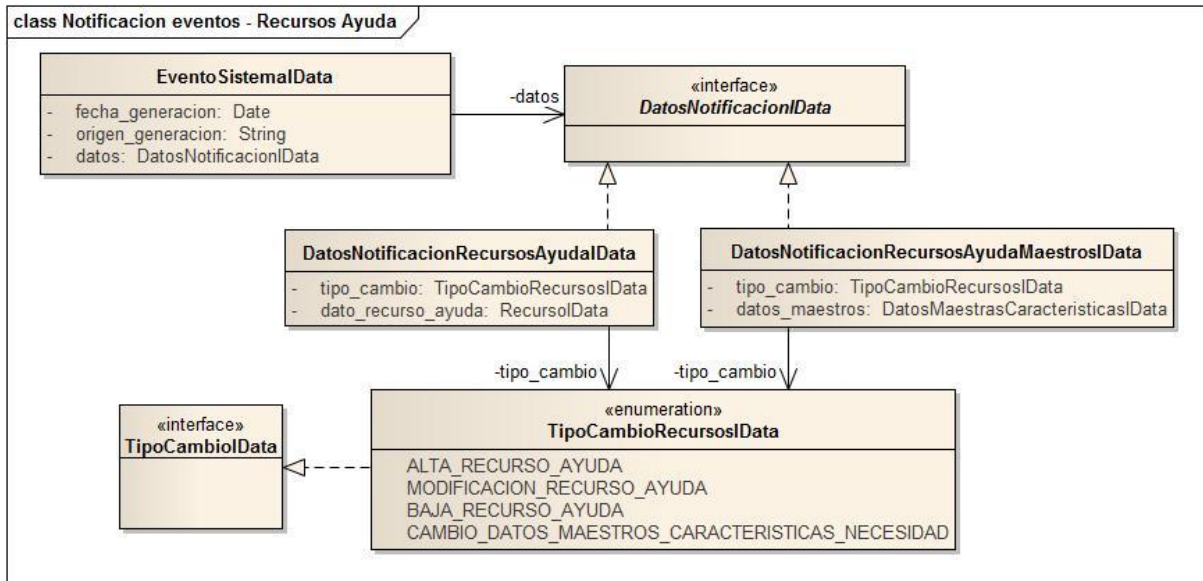 class Notificacion eventos - Recursos Ayuda
EventoSistemaIData
- fecha_generacion: Date
- origen_generacion: String
- datos: DatosNotificacionIData
-datos
«interface»
DatosNotificacionIData
DatosNotificacionRecursosAyudaIData
- tipo_cambio: TipoCambioRecursosIData
- dato_recurso_ayuda: RecursoIData
DatosNotificacionRecursosAyudaMaestrosIData
- tipo_cambio: TipoCambioRecursosIData
- datos_maestros: DatosMaestrasCaracteristicasIData
-tipo_cambio
-tipo_cambio
«interface»
TipoCambioIData
«enumeration»
TipoCambioRecursosIData
ALTA_RECURSO_AYUDA
MODIFICACION_RECURSO_AYUDA
BAJA_RECURSO_AYUDA
CAMBIO_DATOS_MAESTROS_CARACTERISTICAS_NECESIDAD